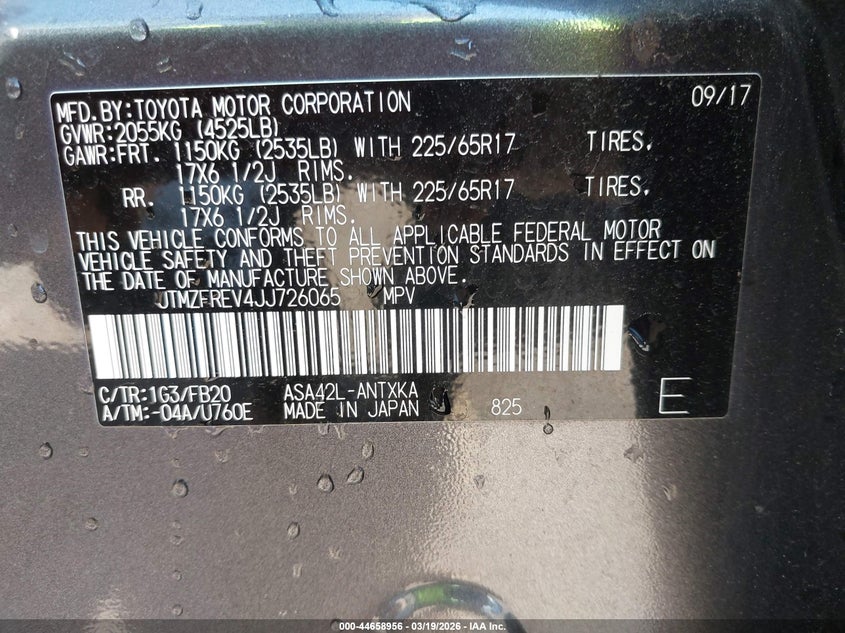 MFD.BY:TOYOTA MOTOR CORPORATION 09/17
GVWR:2055KG (4525LB)
GAWR:FRT. 1150KG (2535LB) WITH 225/65R17 TIRES,
17X6 1/2J RIMS.
RR. 1150KG (2535LB) WITH 225/65R17 TIRES,
17X6 1/2J RIMS.
THIS VEHICLE CONFORMS TO ALL APPLICABLE FEDERAL MOTOR
VEHICLE SAFETY AND THEFT PREVENTION STANDARDS IN EFFECT ON
THE DATE OF MANUFACTURE SHOWN ABOVE.
JTMZFREV4JJ726065 MPV
C/TR:1G3/FB20 ASA42L-ANTXKA
A/TM:-04A/U760E MADE IN JAPAN 825 E
000-44658956 — 03/19/2026 — IAA Inc.